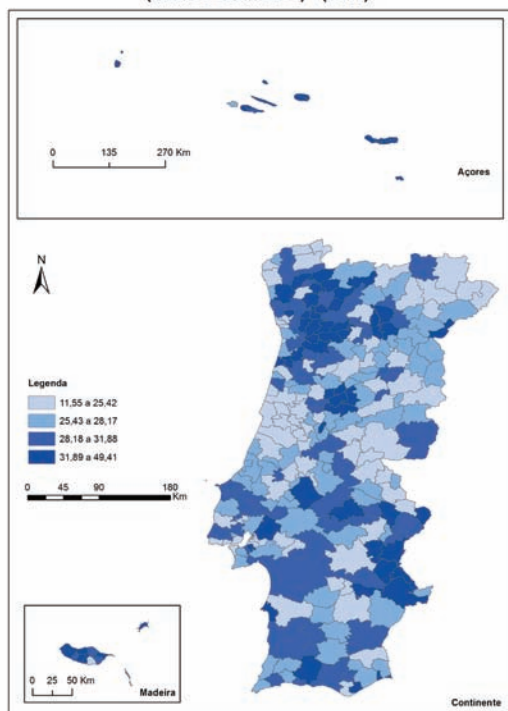 0 135 270 Km
Açores
N
Legenda
11,55 a 25,42
25,43 a 28,17
28,18 a 31,88
31,89 a 49,41
0 45 90 180
Km
0 25 50 Km
Madeira
Continente